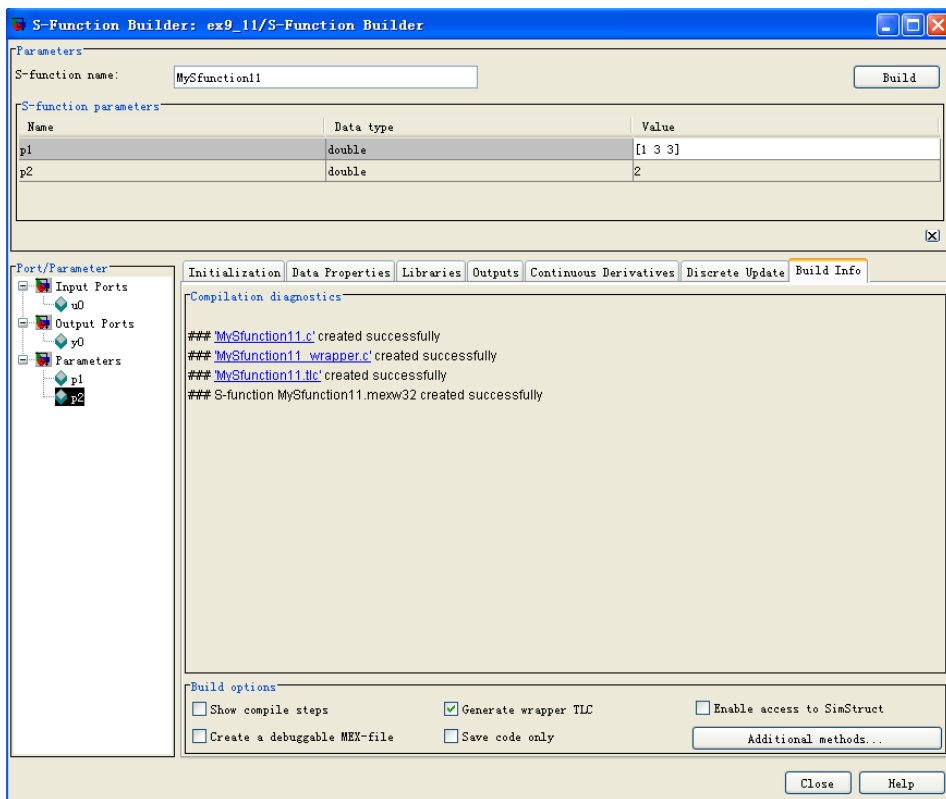 S-Function Builder: ex9_11/S-Function Builder
Parameters
S-function name: MySfunction11 Build
S-function parameters
Name Data type Value
p1 double [1 3 3]
p2 double 2
Port/Parameter
Input Ports
u0
Output Ports
y0
Parameters
p1
p2
Initialization Data Properties Libraries Outputs Continuous Derivatives Discrete Update Build Info
Compilation diagnostics
### 'MySfunction11.c' created successfully
### 'MySfunction11_wrapper.c' created successfully
### 'MySfunction11.tlc' created successfully
### S-function MySfunction11.mexw32 created successfully
Build options
Show compile steps Generate wrapper TLC Enable access to SimStruct
Create a debuggable MEX-file Save code only Additional methods...
Close Help